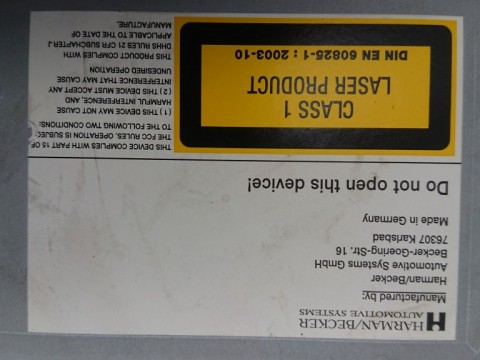 HARMAN/BECKER
AUTOMOTIVE SYSTEMS
Manufactured by:
Harman/Becker
Automotive Systems GmbH
Becker-Goering-Str. 16
76307 Karlsbad
Made in Germany
Do not open this device!
CLASS 1
LASER PRODUCT
DIN EN 60825-1 : 2003-10
THIS DEVICE COMPLIES WITH PART 15 OF
THE FCC RULES. OPERATION IS SUBJEC
TO THE FOLLOWING TWO CONDITIONS:
( 1 ) THIS DEVICE MAY NOT CAUSE
HARMFUL INTERFERENCE AND
( 2 ) THIS DEVICE MUST ACCEPT ANY
INTERFERENCE THAT MAY CAUSE
UNDESIRED OPERATION
THIS PRODUCT COMPLIES WITH
DHHS RULES 21 CFR SUBCHAPTER J
APPLICABLE TO THE DATE OF
MANUFACTURE.